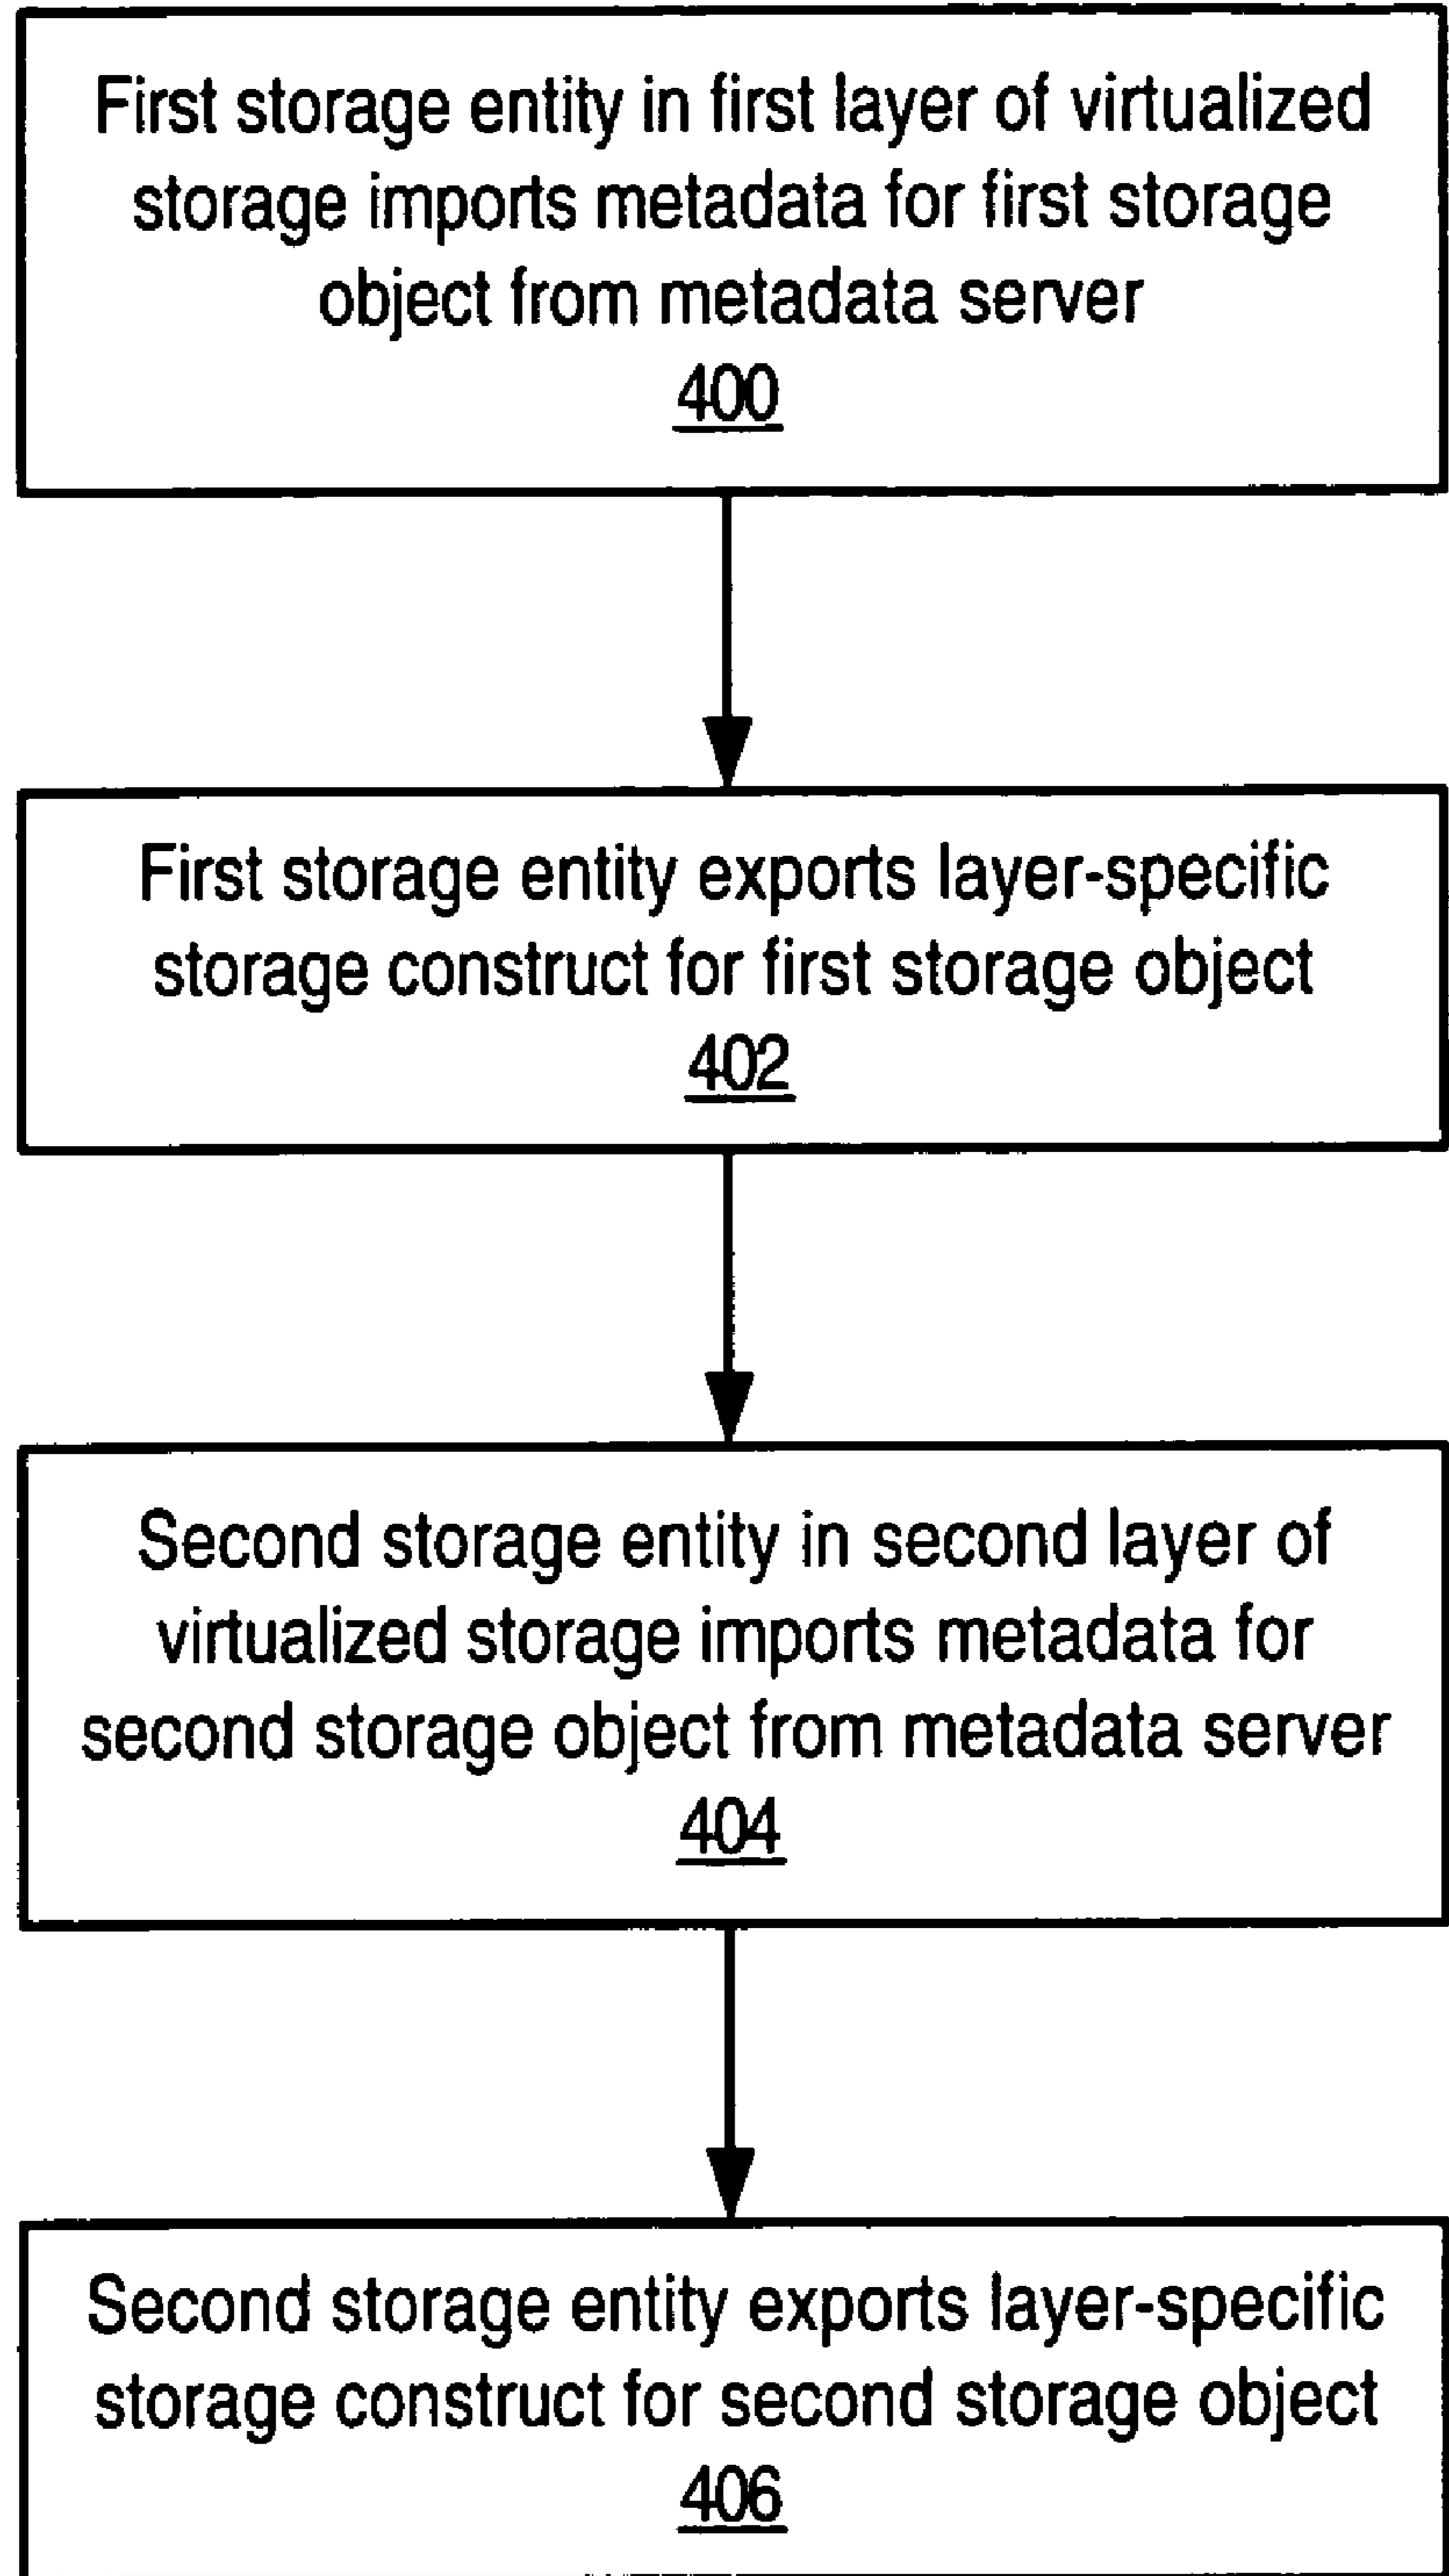 First storage entity in first layer of virtualized
storage imports metadata for first storage
object from metadata server
400
First storage entity exports layer-specific
storage construct for first storage object
402
Second storage entity in second layer of
virtualized storage imports metadata for
second storage object from metadata server
404
Second storage entity exports layer-specific
storage construct for second storage object
406